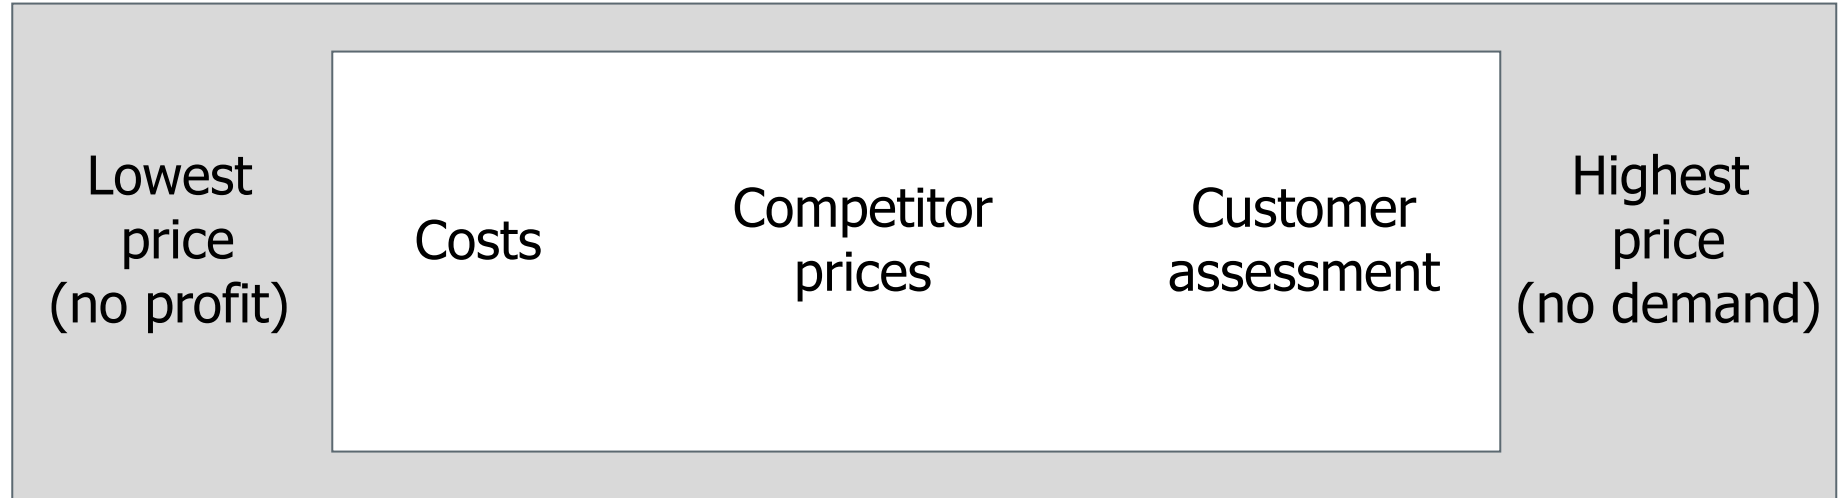 Lowest
price
(no profit)
Costs
Competitor
prices
Customer
assessment
Highest
price
(no demand)